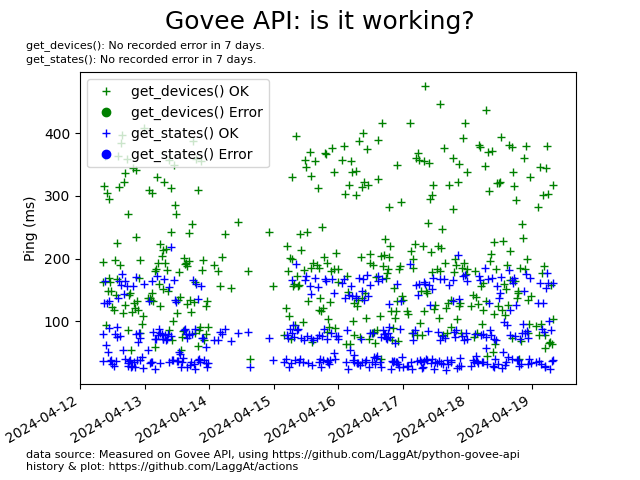 Govee API: is it working?
get_devices(): No recorded error in 7 days.
get_states(): No recorded error in 7 days.
get_devices() OK
get_devices() Error
get_states() OK
get_states() Error
Ping (ms)
400
300
200
100
2024-04-12
2024-04-13
2024-04-14
2024-04-15
2024-04-16
2024-04-17
2024-04-18
2024-04-19
data source: Measured on Govee API, using https://github.com/LaggAt/python-govee-api
history & plot: https://github.com/LaggAt/actions